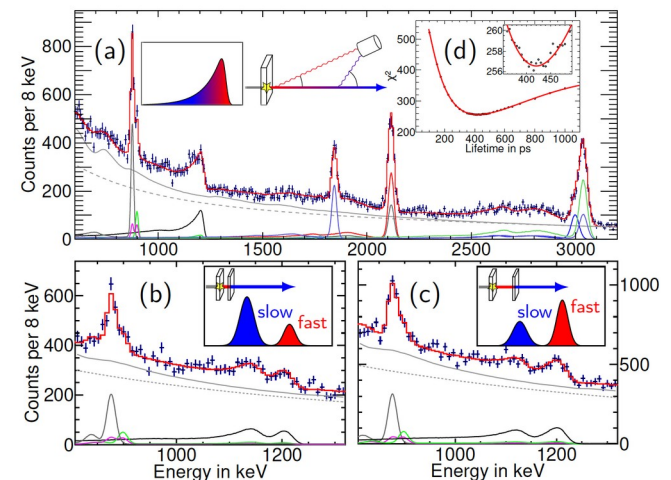 (a)
(d)
Counts per 8 keV
800
600
400
200
0
1000
1500
2000
2500
3000
χ²
500
400
300
200
200
400
600
800
1000
Lifetime in ps
260
258
256
400
450
(b)
slow
fast
Counts per 8 keV
600
400
200
0
1000
1200
Energy in keV
(c)
slow
fast
1000
500
0
1000
1200
Energy in keV